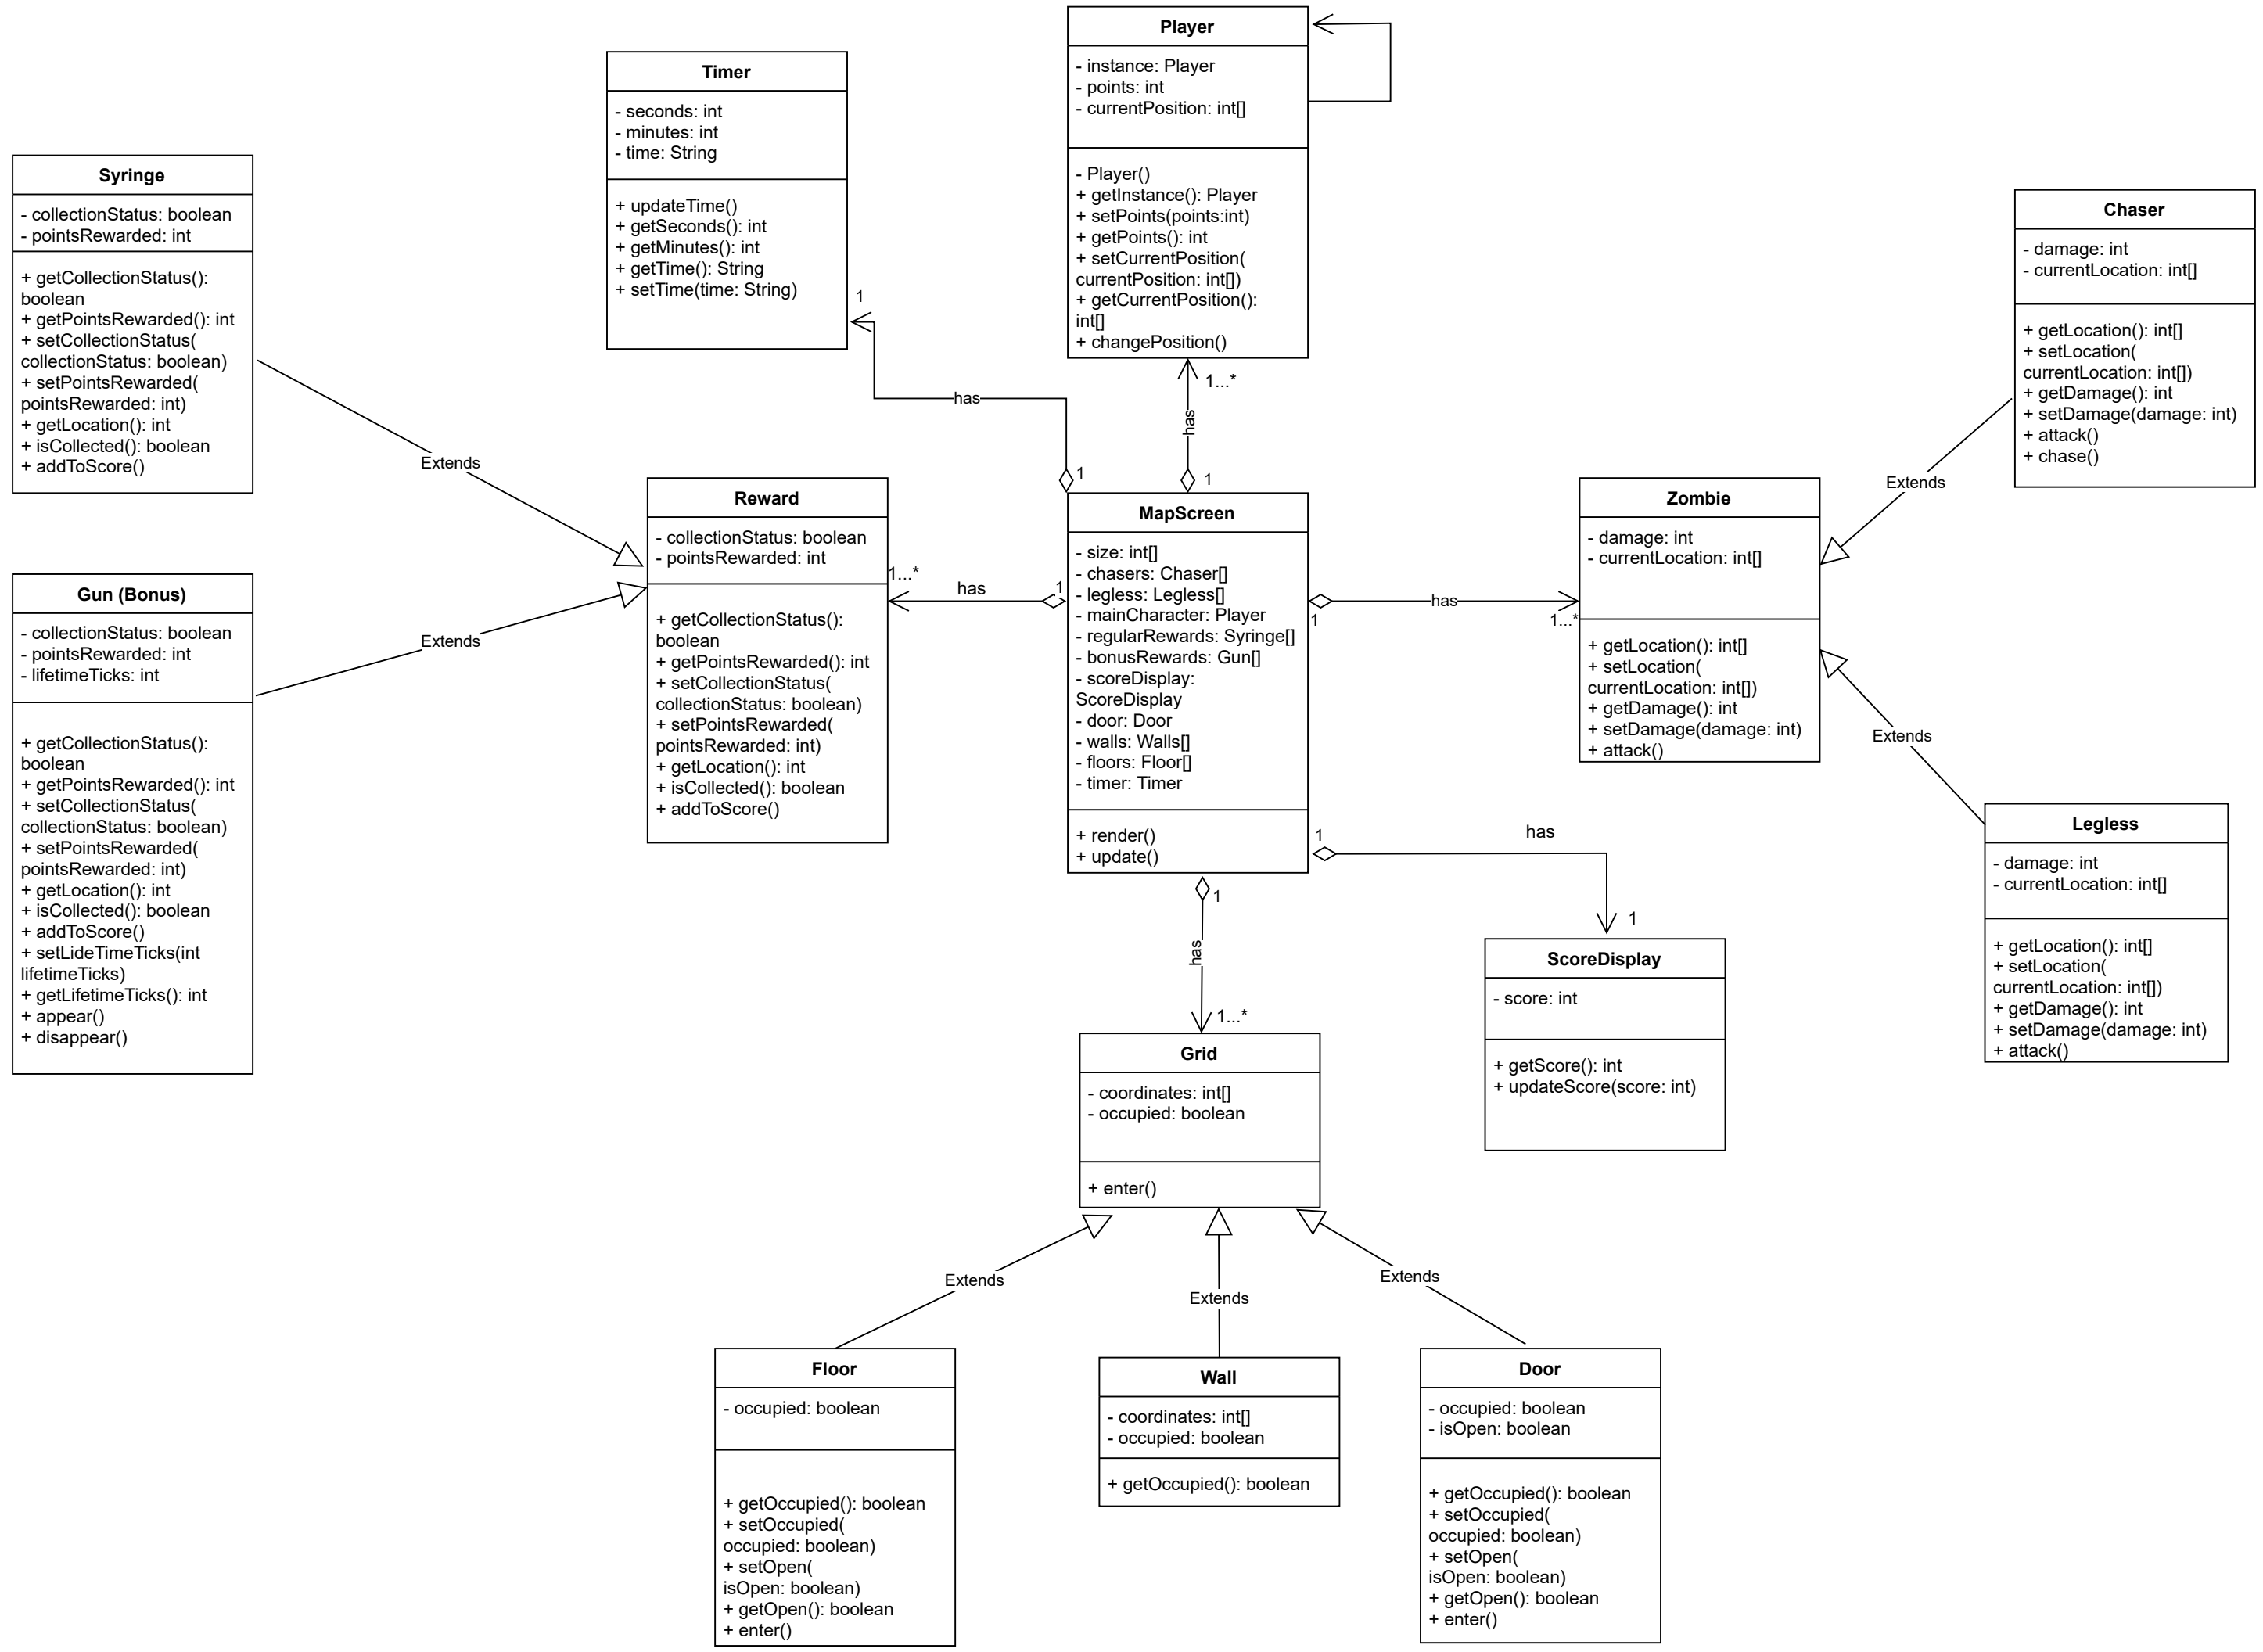 Player
- instance: Player
- points: int
- currentPosition: int[]
- Player()
+ getInstance(): Player
+ setPoints(points:int)
+ getPoints(): int
+ setCurrentPosition(
currentPosition: int[])
+ getCurrentPosition():
int[]
+ changePosition()
Timer
- seconds: int
- minutes: int
- time: String
+ updateTime()
+ getSeconds(): int
+ getMinutes(): int
+ getTime(): String
+ setTime(time: String)
1
has
1
1...*
has
1
Syringe
- collectionStatus: boolean
- pointsRewarded: int
+ getCollectionStatus():
boolean
+ getPointsRewarded(): int
+ setCollectionStatus(
collectionStatus: boolean)
+ setPointsRewarded(
pointsRewarded: int)
+ getLocation(): int
+ isCollected(): boolean
+ addToScore()
Extends
Gun (Bonus)
- collectionStatus: boolean
- pointsRewarded: int
- lifetimeTicks: int
+ getCollectionStatus():
boolean
+ getPointsRewarded(): int
+ setCollectionStatus(
collectionStatus: boolean)
+ setPointsRewarded(
pointsRewarded: int)
+ getLocation(): int
+ isCollected(): boolean
+ addToScore()
+ setLideTimeTicks(int
lifetimeTicks)
+ getLifetimeTicks(): int
+ appear()
+ disappear()
Extends
Reward
- collectionStatus: boolean
- pointsRewarded: int
+ getCollectionStatus():
boolean
+ getPointsRewarded(): int
+ setCollectionStatus(
collectionStatus: boolean)
+ setPointsRewarded(
pointsRewarded: int)
+ getLocation(): int
+ isCollected(): boolean
+ addToScore()
1...*
has
1
MapScreen
- size: int[]
- chasers: Chaser[]
- legless: Legless[]
- mainCharacter: Player
- regularRewards: Syringe[]
- bonusRewards: Gun[]
- scoreDisplay:
ScoreDisplay
- door: Door
- walls: Walls[]
- floors: Floor[]
- timer: Timer
+ render()
+ update()
1
has
1...*
Zombie
- damage: int
- currentLocation: int[]
+ getLocation(): int[]
+ setLocation(
currentLocation: int[])
+ getDamage(): int
+ setDamage(damage: int)
+ attack()
Chaser
- damage: int
- currentLocation: int[]
+ getLocation(): int[]
+ setLocation(
currentLocation: int[])
+ getDamage(): int
+ setDamage(damage: int)
+ attack()
+ chase()
Extends
Extends
Legless
- damage: int
- currentLocation: int[]
+ getLocation(): int[]
+ setLocation(
currentLocation: int[])
+ getDamage(): int
+ setDamage(damage: int)
+ attack()
1
has
1
ScoreDisplay
- score: int
+ getScore(): int
+ updateScore(score: int)
1
has
1...*
Grid
- coordinates: int[]
- occupied: boolean
+ enter()
Extends
Extends
Extends
Floor
- occupied: boolean
+ getOccupied(): boolean
+ setOccupied(
occupied: boolean)
+ setOpen(
isOpen: boolean)
+ getOpen(): boolean
+ enter()
Wall
- coordinates: int[]
- occupied: boolean
+ getOccupied(): boolean
Door
- occupied: boolean
- isOpen: boolean
+ getOccupied(): boolean
+ setOccupied(
occupied: boolean)
+ setOpen(
isOpen: boolean)
+ getOpen(): boolean
+ enter()